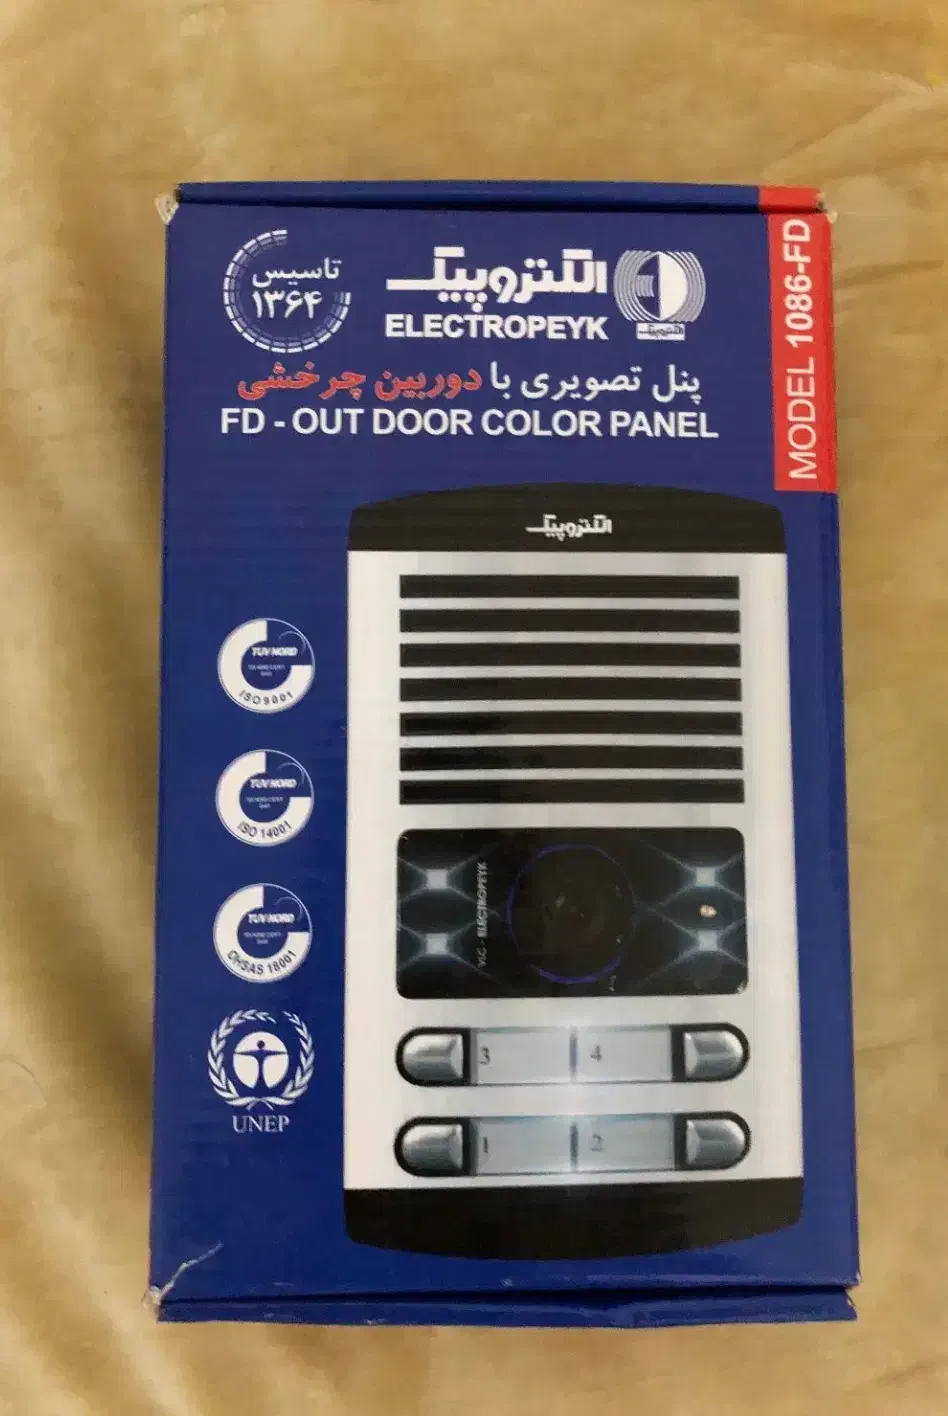 تاسیس
۱۳۶۴
الکتروپیک
ELECTROPEYK
الکتروپیک
MODEL 1086-FD
پنل تصویری با دوربین چرخشی
FD - OUT DOOR COLOR PANEL
الکتروپیک
TUV NORD
ISO 9001
TUV NORD
ISO 14001
TUV NORD
OHSAS 18001
UNEP
VLC - ELECTROPEYK
3 4
1 2